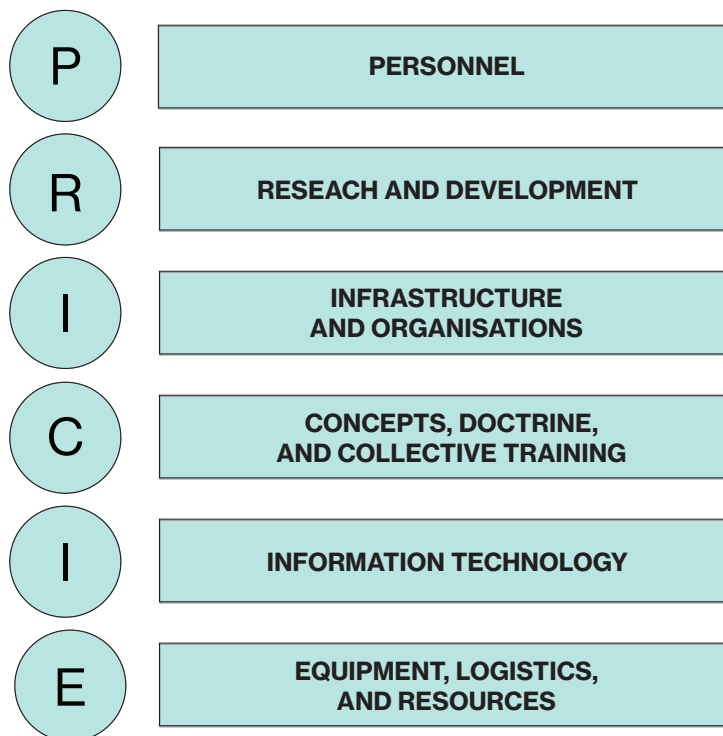 P
PERSONNEL
R
RESEACH AND DEVELOPMENT
I
INFRASTRUCTURE
AND ORGANISATIONS
C
CONCEPTS, DOCTRINE,
AND COLLECTIVE TRAINING
I
INFORMATION TECHNOLOGY
E
EQUIPMENT, LOGISTICS,
AND RESOURCES